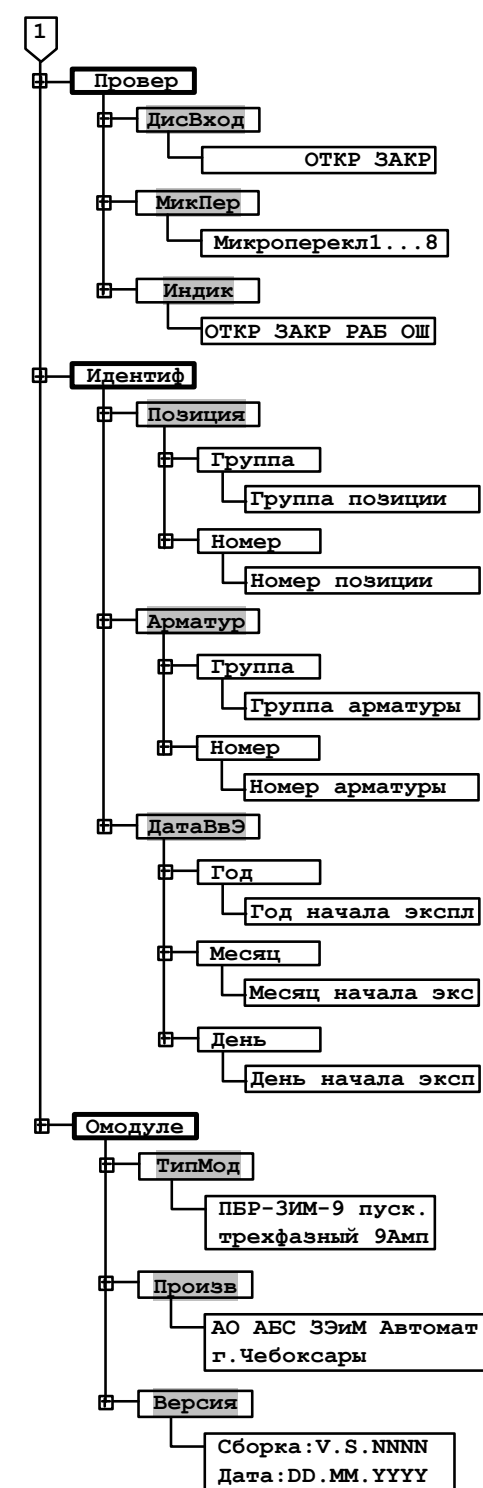 1
Провер
ДисВход
ОТКР ЗАКР
МикПер
Микроперекл1...8
Индик
ОТКР ЗАКР РАБ ОШ
Идентиф
Позиция
Группа
Группа позиции
Номер
Номер позиции
Арматур
Группа
Группа арматуры
Номер
Номер арматуры
ДатаВвЭ
Год
Год начала экспл
Месяц
Месяц начала экс
День
День начала эксп
Омодуле
ТипМод
ПБР-ЗИМ-9 пуск.
трехфазный 9Амп
Произв
АО АБС ЗЭиМ Автомат
г.Чебоксары
Версия
Сборка:V.S.NNNN
Дата:DD.MM.YYYY